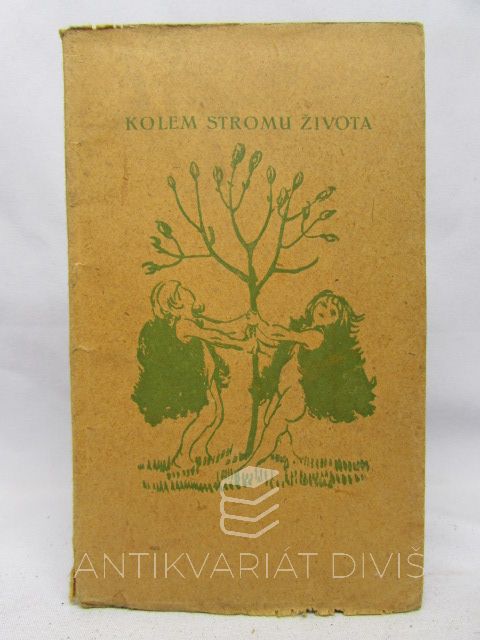 KOLEM STROMU ŽIVOTA
ANTIKVARIÁT DIVIŠ